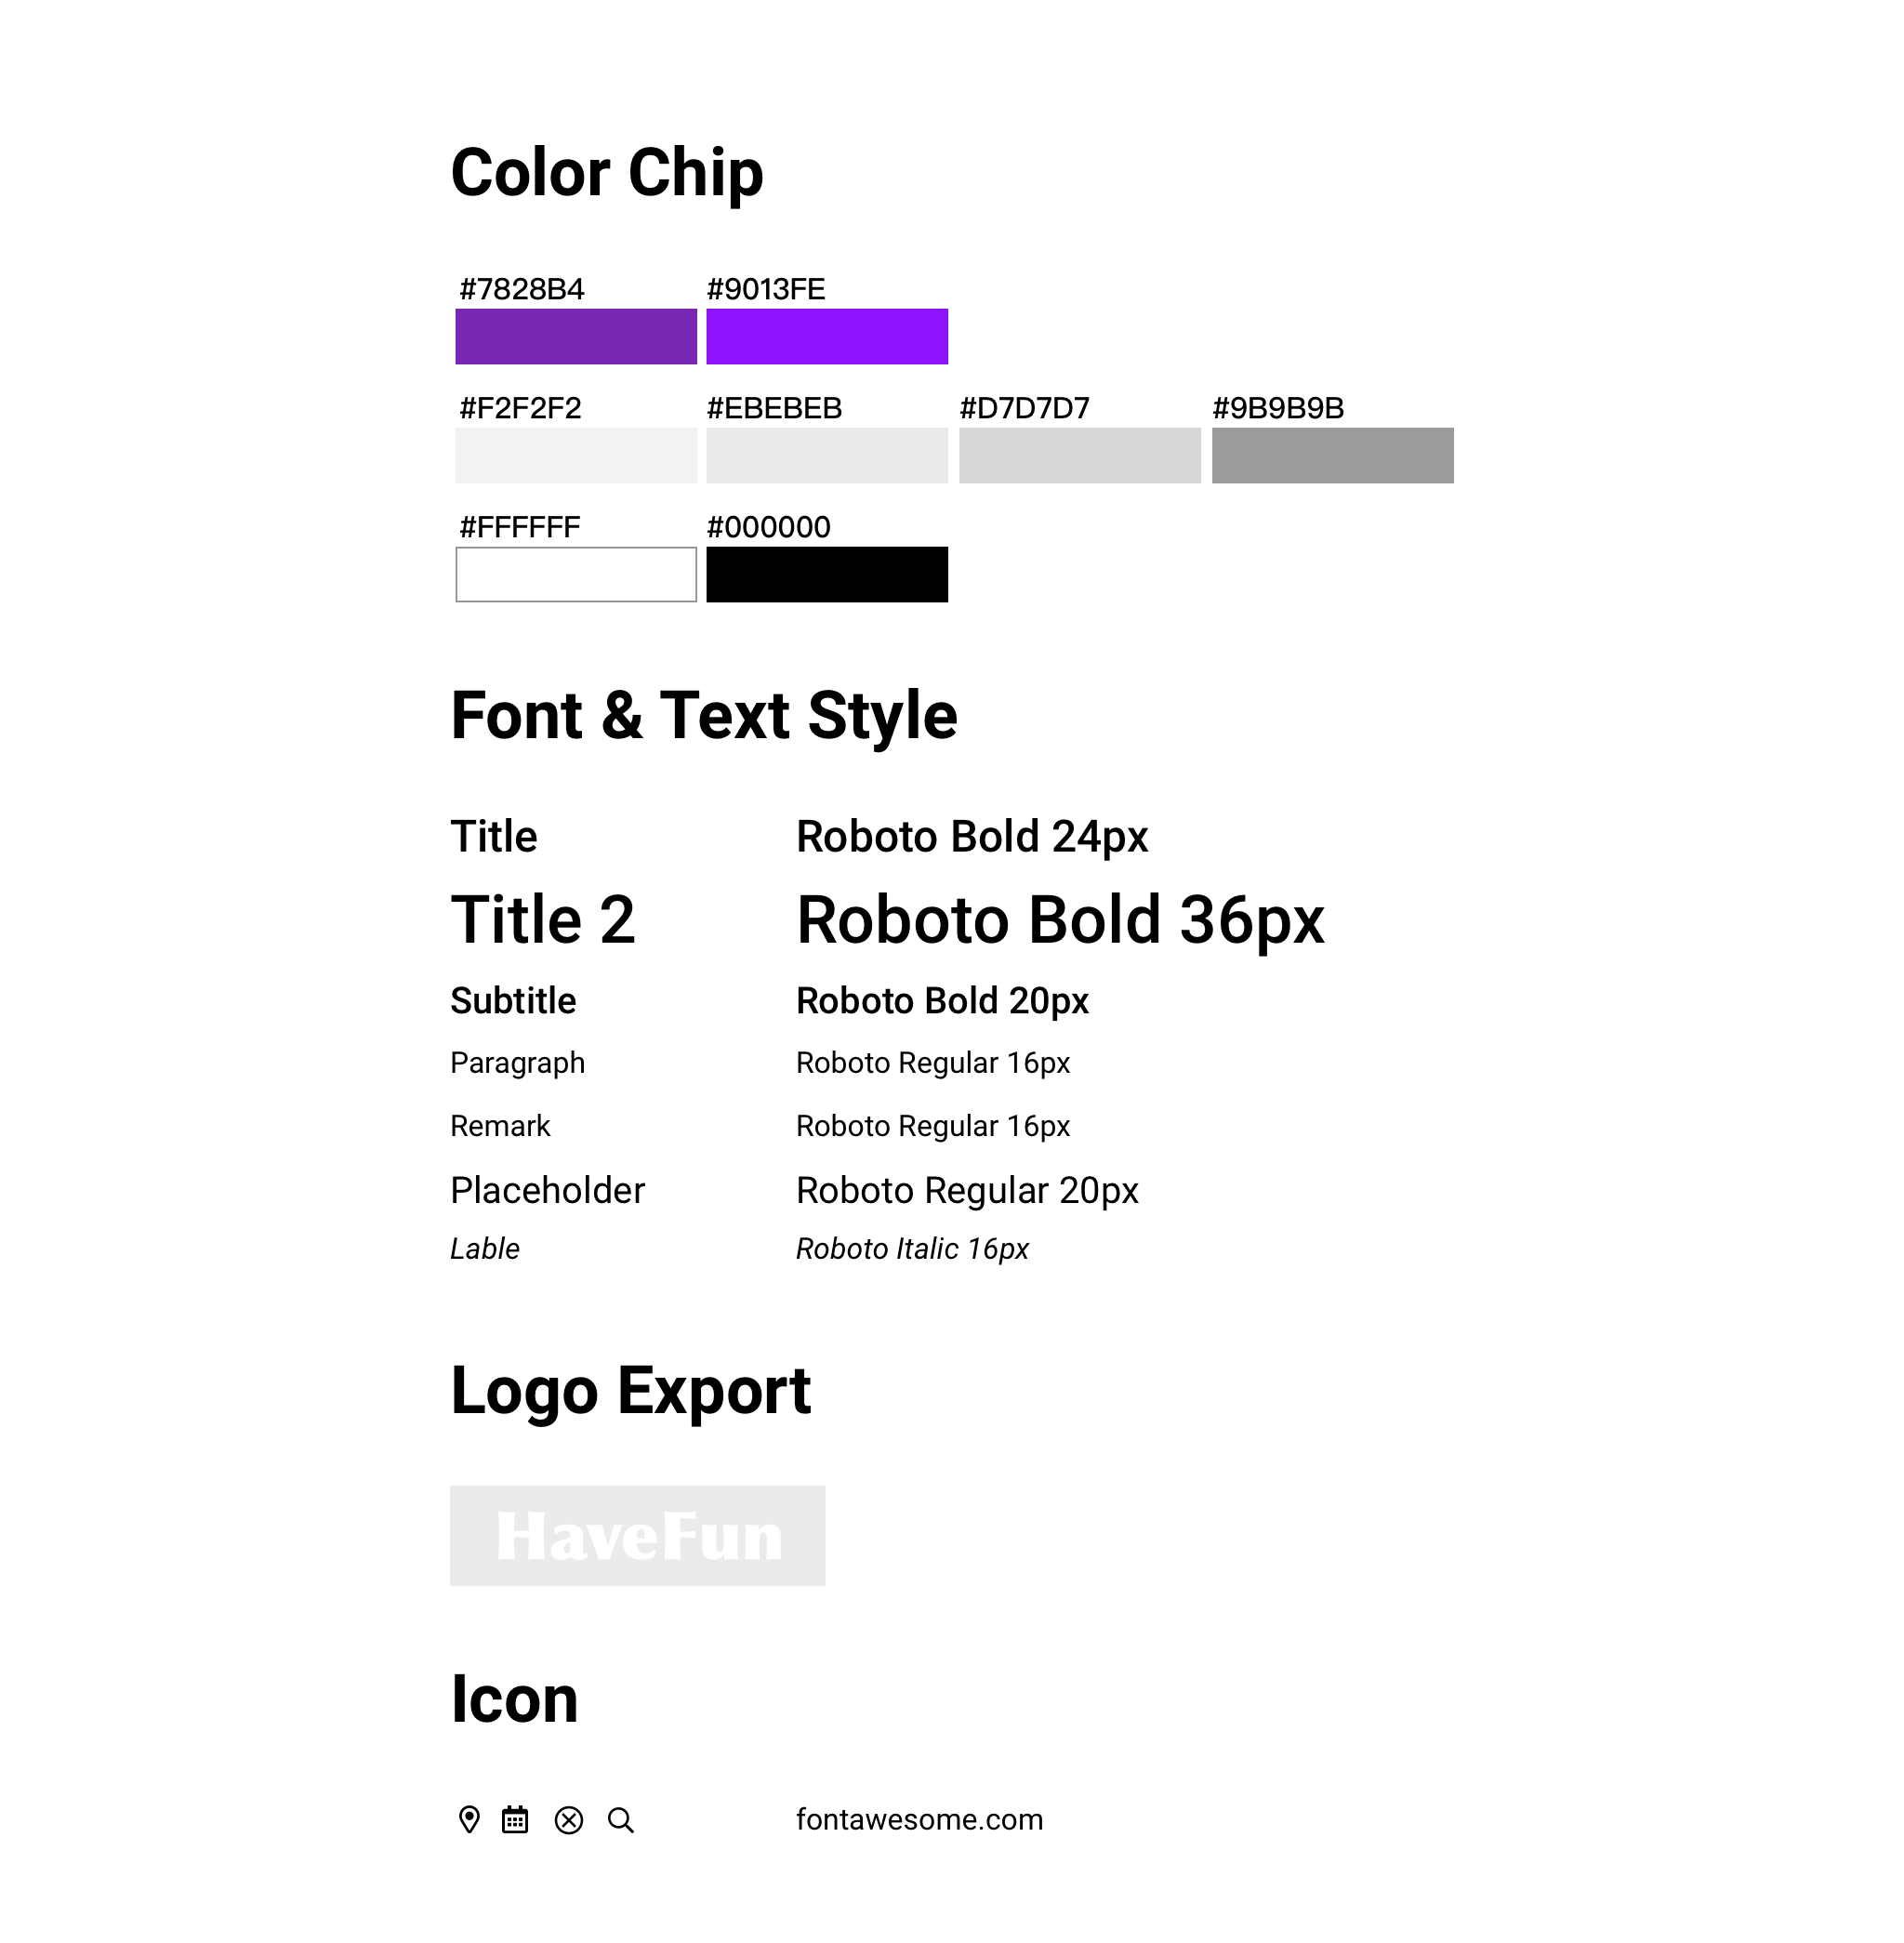 Color Chip
#7828B4 #9013FE
#F2F2F2 #EBEBEB #D7D7D7 #9B9B9B
#FFFFFF #000000
Font & Text Style
Title Roboto Bold 24px
Title 2 Roboto Bold 36px
Subtitle Roboto Bold 20px
Paragraph Roboto Regular 16px
Remark Roboto Regular 16px
Placeholder Roboto Regular 20px
Lable Roboto Italic 16px
Logo Export
HaveFun
Icon
fontawesome.com